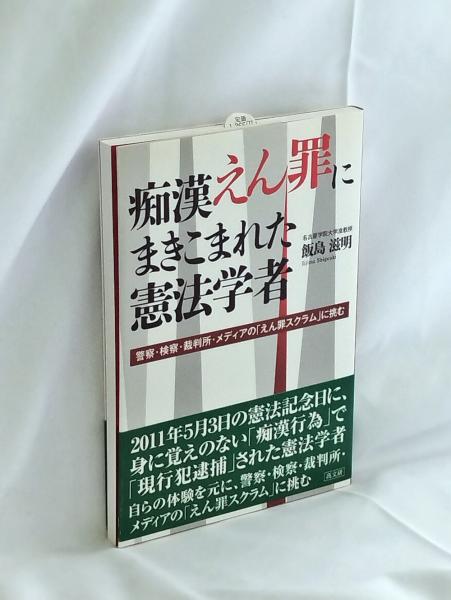 定価
痴漢えん罪に
まきこまれた
憲法学者
名古屋学院大学准教授
飯島 滋明
Iijima Shigeaki
警察・検察・裁判所・メディアの「えん罪スクラム」に挑む
2011年5月3日の憲法記念日に、
身に覚えのない「痴漢行為」で
「現行犯逮捕」された憲法学者
自らの体験を元に、警察・検察・裁判所・
メディアの「えん罪スクラム」に挑む
高文研